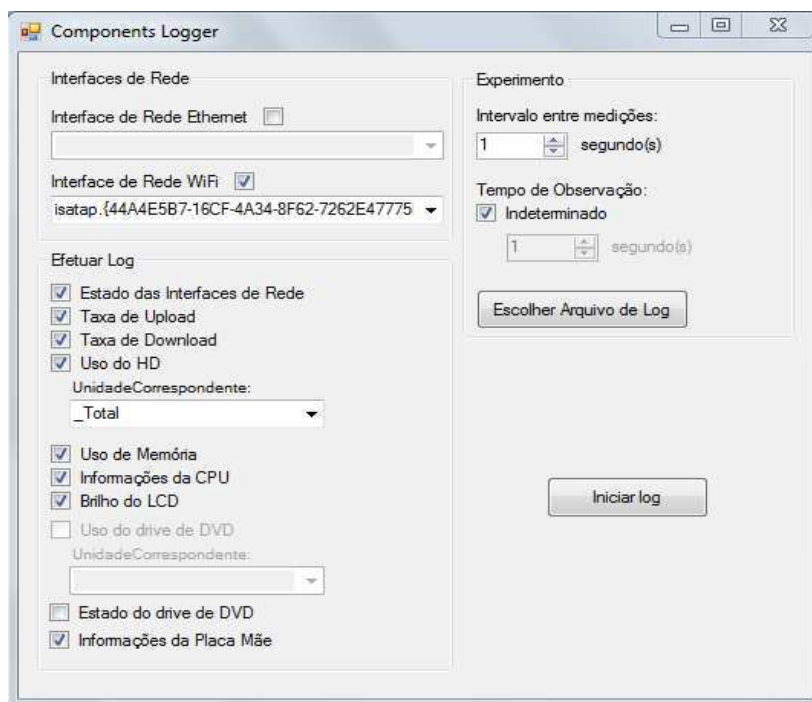 Components Logger
Interfaces de Rede
Interface de Rede Ethernet
Interface de Rede WiFi
isatap.{44A4E5B7-16CF-4A34-8F62-7262E47775
Efetuar Log
Estado das Interfaces de Rede
Taxa de Upload
Taxa de Download
Uso do HD
UnidadeCorrespondente:
_Total
Uso de Memória
Informações da CPU
Brilho do LCD
Uso do drive de DVD
UnidadeCorrespondente:
Estado do drive de DVD
Informações da Placa Mãe
Experimento
Intervalo entre medições:
1 segundo(s)
Tempo de Observação:
Indeterminado
1 segundo(s)
Escolher Arquivo de Log
Iniciar log